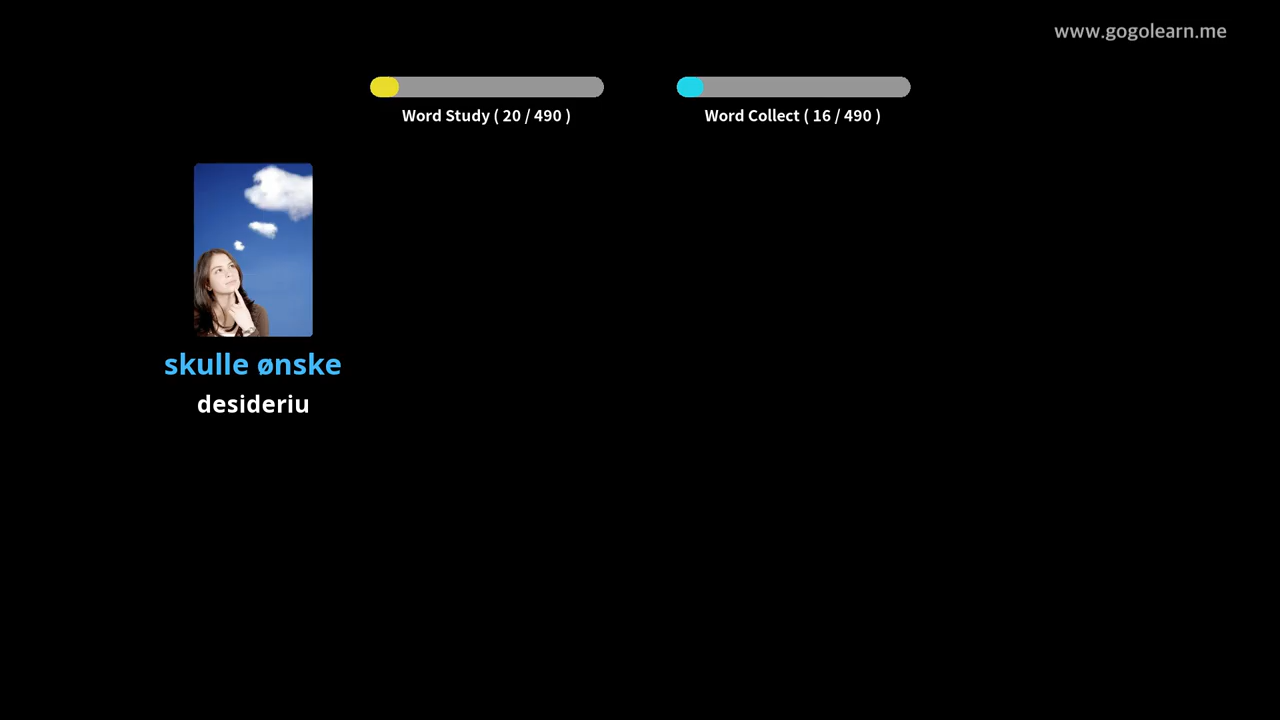 www.gogolearn.me
Word Study ( 20 / 490 )
Word Collect ( 16 / 490 )
skulle ønske
desideriu